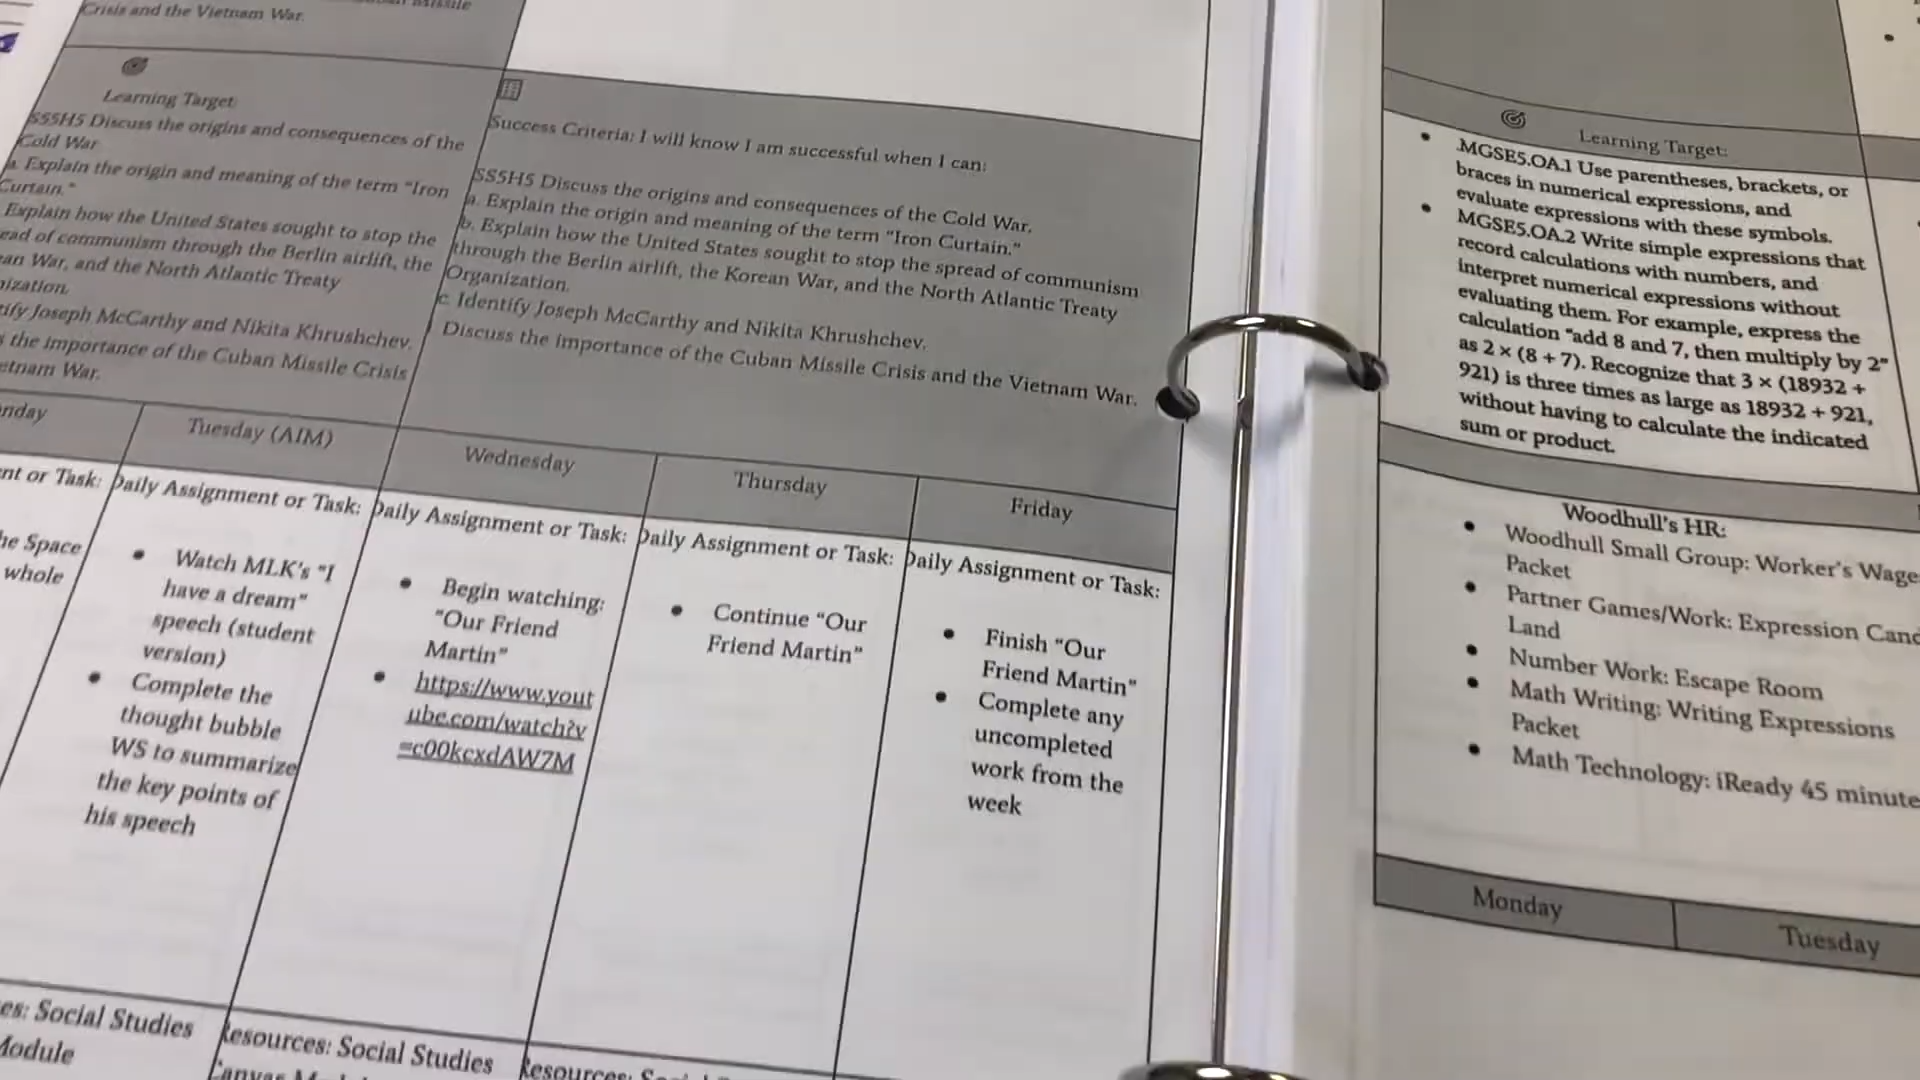 Crisis and the Vietnam War.
Learning Target:
SS5H5 Discuss the origins and consequences of the
Cold War
a. Explain the origin and meaning of the term "Iron
Curtain."
Explain how the United States sought to stop the
ead of communism through the Berlin airlift, the
ean War, and the North Atlantic Treaty
ization.
tify Joseph McCarthy and Nikita Khrushchev.
s the importance of the Cuban Missile Crisis
etnam War.
Success Criteria: I will know I am successful when I can:
SS5H5 Discuss the origins and consequences of the Cold War.
a. Explain the origin and meaning of the term "Iron Curtain."
b. Explain how the United States sought to stop the spread of communism
through the Berlin airlift, the Korean War, and the North Atlantic Treaty
Organization.
c. Identify Joseph McCarthy and Nikita Khrushchev.
Discuss the importance of the Cuban Missile Crisis and the Vietnam War.
nday
Tuesday (AIM)
Wednesday
Thursday
Friday
nt or Task:
he Space
whole
Daily Assignment or Task:
• Watch MLK's "I
have a dream"
speech (student
version)
• Complete the
thought bubble
WS to summarize
the key points of
his speech
Daily Assignment or Task:
• Begin watching:
"Our Friend
Martin"
• https://www.yout
ube.com/watch?v
=c00kcxdAW7M
Daily Assignment or Task:
• Continue "Our
Friend Martin"
Daily Assignment or Task:
• Finish "Our
Friend Martin"
• Complete any
uncompleted
work from the
week
es: Social Studies
Module
Resources: Social Studies
Learning Target:
• MGSE5.OA.1 Use parentheses, brackets, or
braces in numerical expressions, and
evaluate expressions with these symbols.
• MGSE5.OA.2 Write simple expressions that
record calculations with numbers, and
interpret numerical expressions without
evaluating them. For example, express the
calculation "add 8 and 7, then multiply by 2"
as 2 × (8 + 7). Recognize that 3 × (18932 +
921) is three times as large as 18932 + 921,
without having to calculate the indicated
sum or product.
Woodhull's HR:
• Woodhull Small Group: Worker's Wage
Packet
• Partner Games/Work: Expression Cand
Land
• Number Work: Escape Room
• Math Writing: Writing Expressions
Packet
• Math Technology: iReady 45 minute
Monday
Tuesday